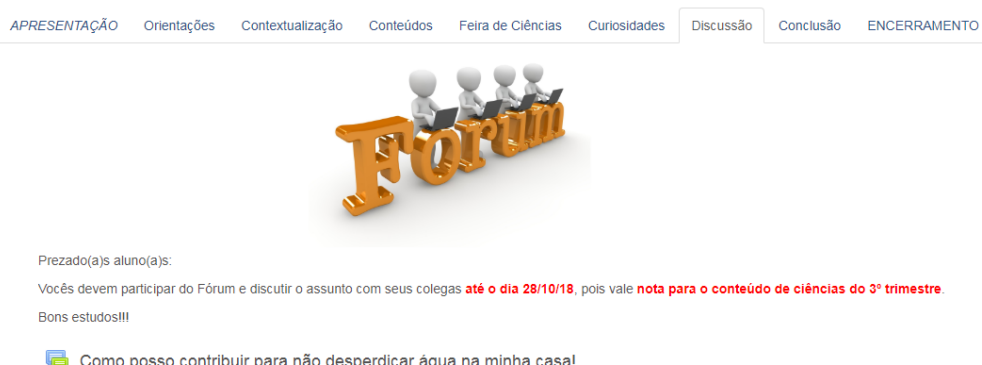 APRESENTAÇÃO Orientações Contextualização Conteúdos Feira de Ciências Curiosidades Discussão Conclusão ENCERRAMENTO
Forum
Prezado(a)s aluno(a)s:
Vocês devem participar do Fórum e discutir o assunto com seus colegas até o dia 28/10/18, pois vale nota para o conteúdo de ciências do 3º trimestre.
Bons estudos!!!
Como posso contribuir para não desperdiçar água na minha casa!